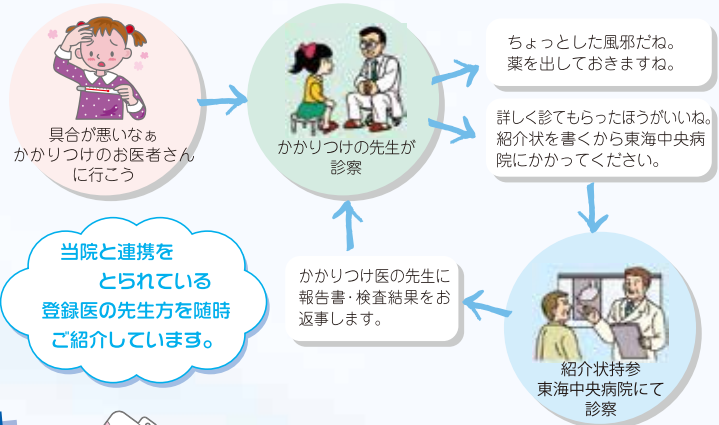 具合が悪いなぁ
かかりつけのお医者さん
に行こう
かかりつけの先生が
診察
ちょっとした風邪だね。
薬を出しておきますね。
詳しく診てもらったほうがいいね。
紹介状を書くから東海中央病
院にかかってください。
紹介状持参
東海中央病院にて
診察
かかりつけ医の先生に
報告書・検査結果をお
返事します。
当院と連携を
とられている
登録医の先生方を随時
ご紹介しています。